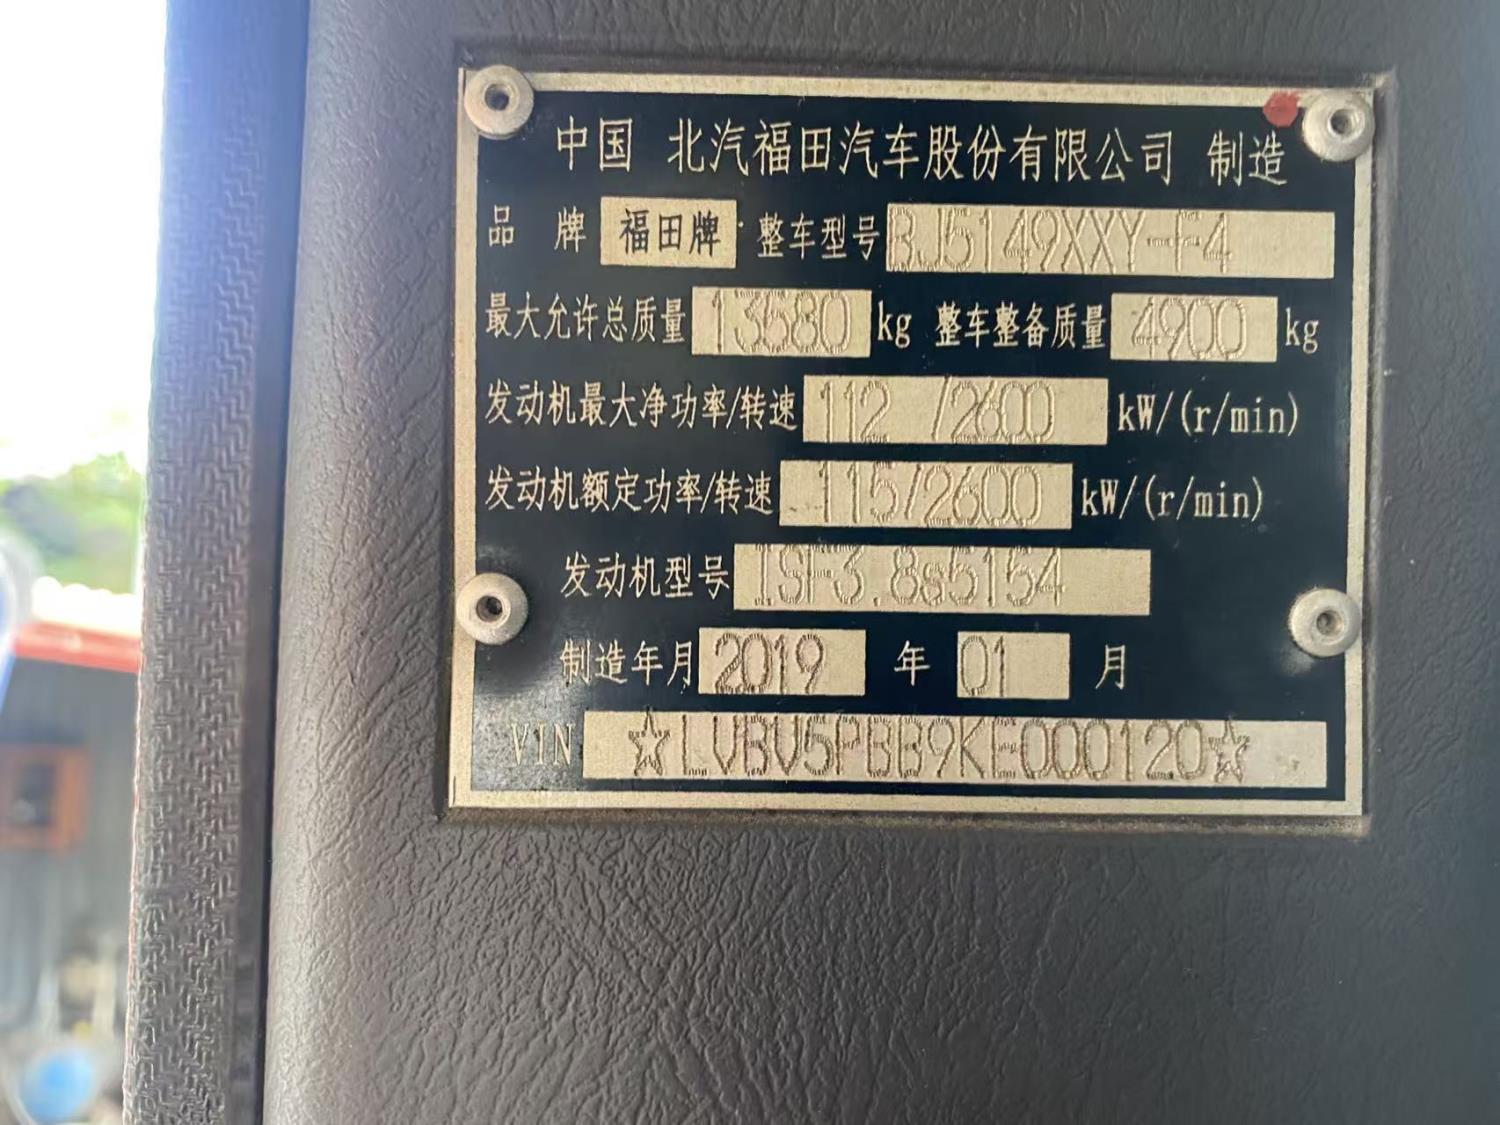 中国 北汽福田汽车股份有限公司 制造
品 牌 福田牌 整车型号 BJ5149XXY-F4
最大允许总质量 13580 kg 整车整备质量 4900 kg
发动机最大净功率/转速 112 /2600 kW/(r/min)
发动机额定功率/转速 115/2600 kW/(r/min)
发动机型号 ISF3.8s5154
制造年月 2019 年 01 月
VIN ☆LVBV5PBB9KE000120☆